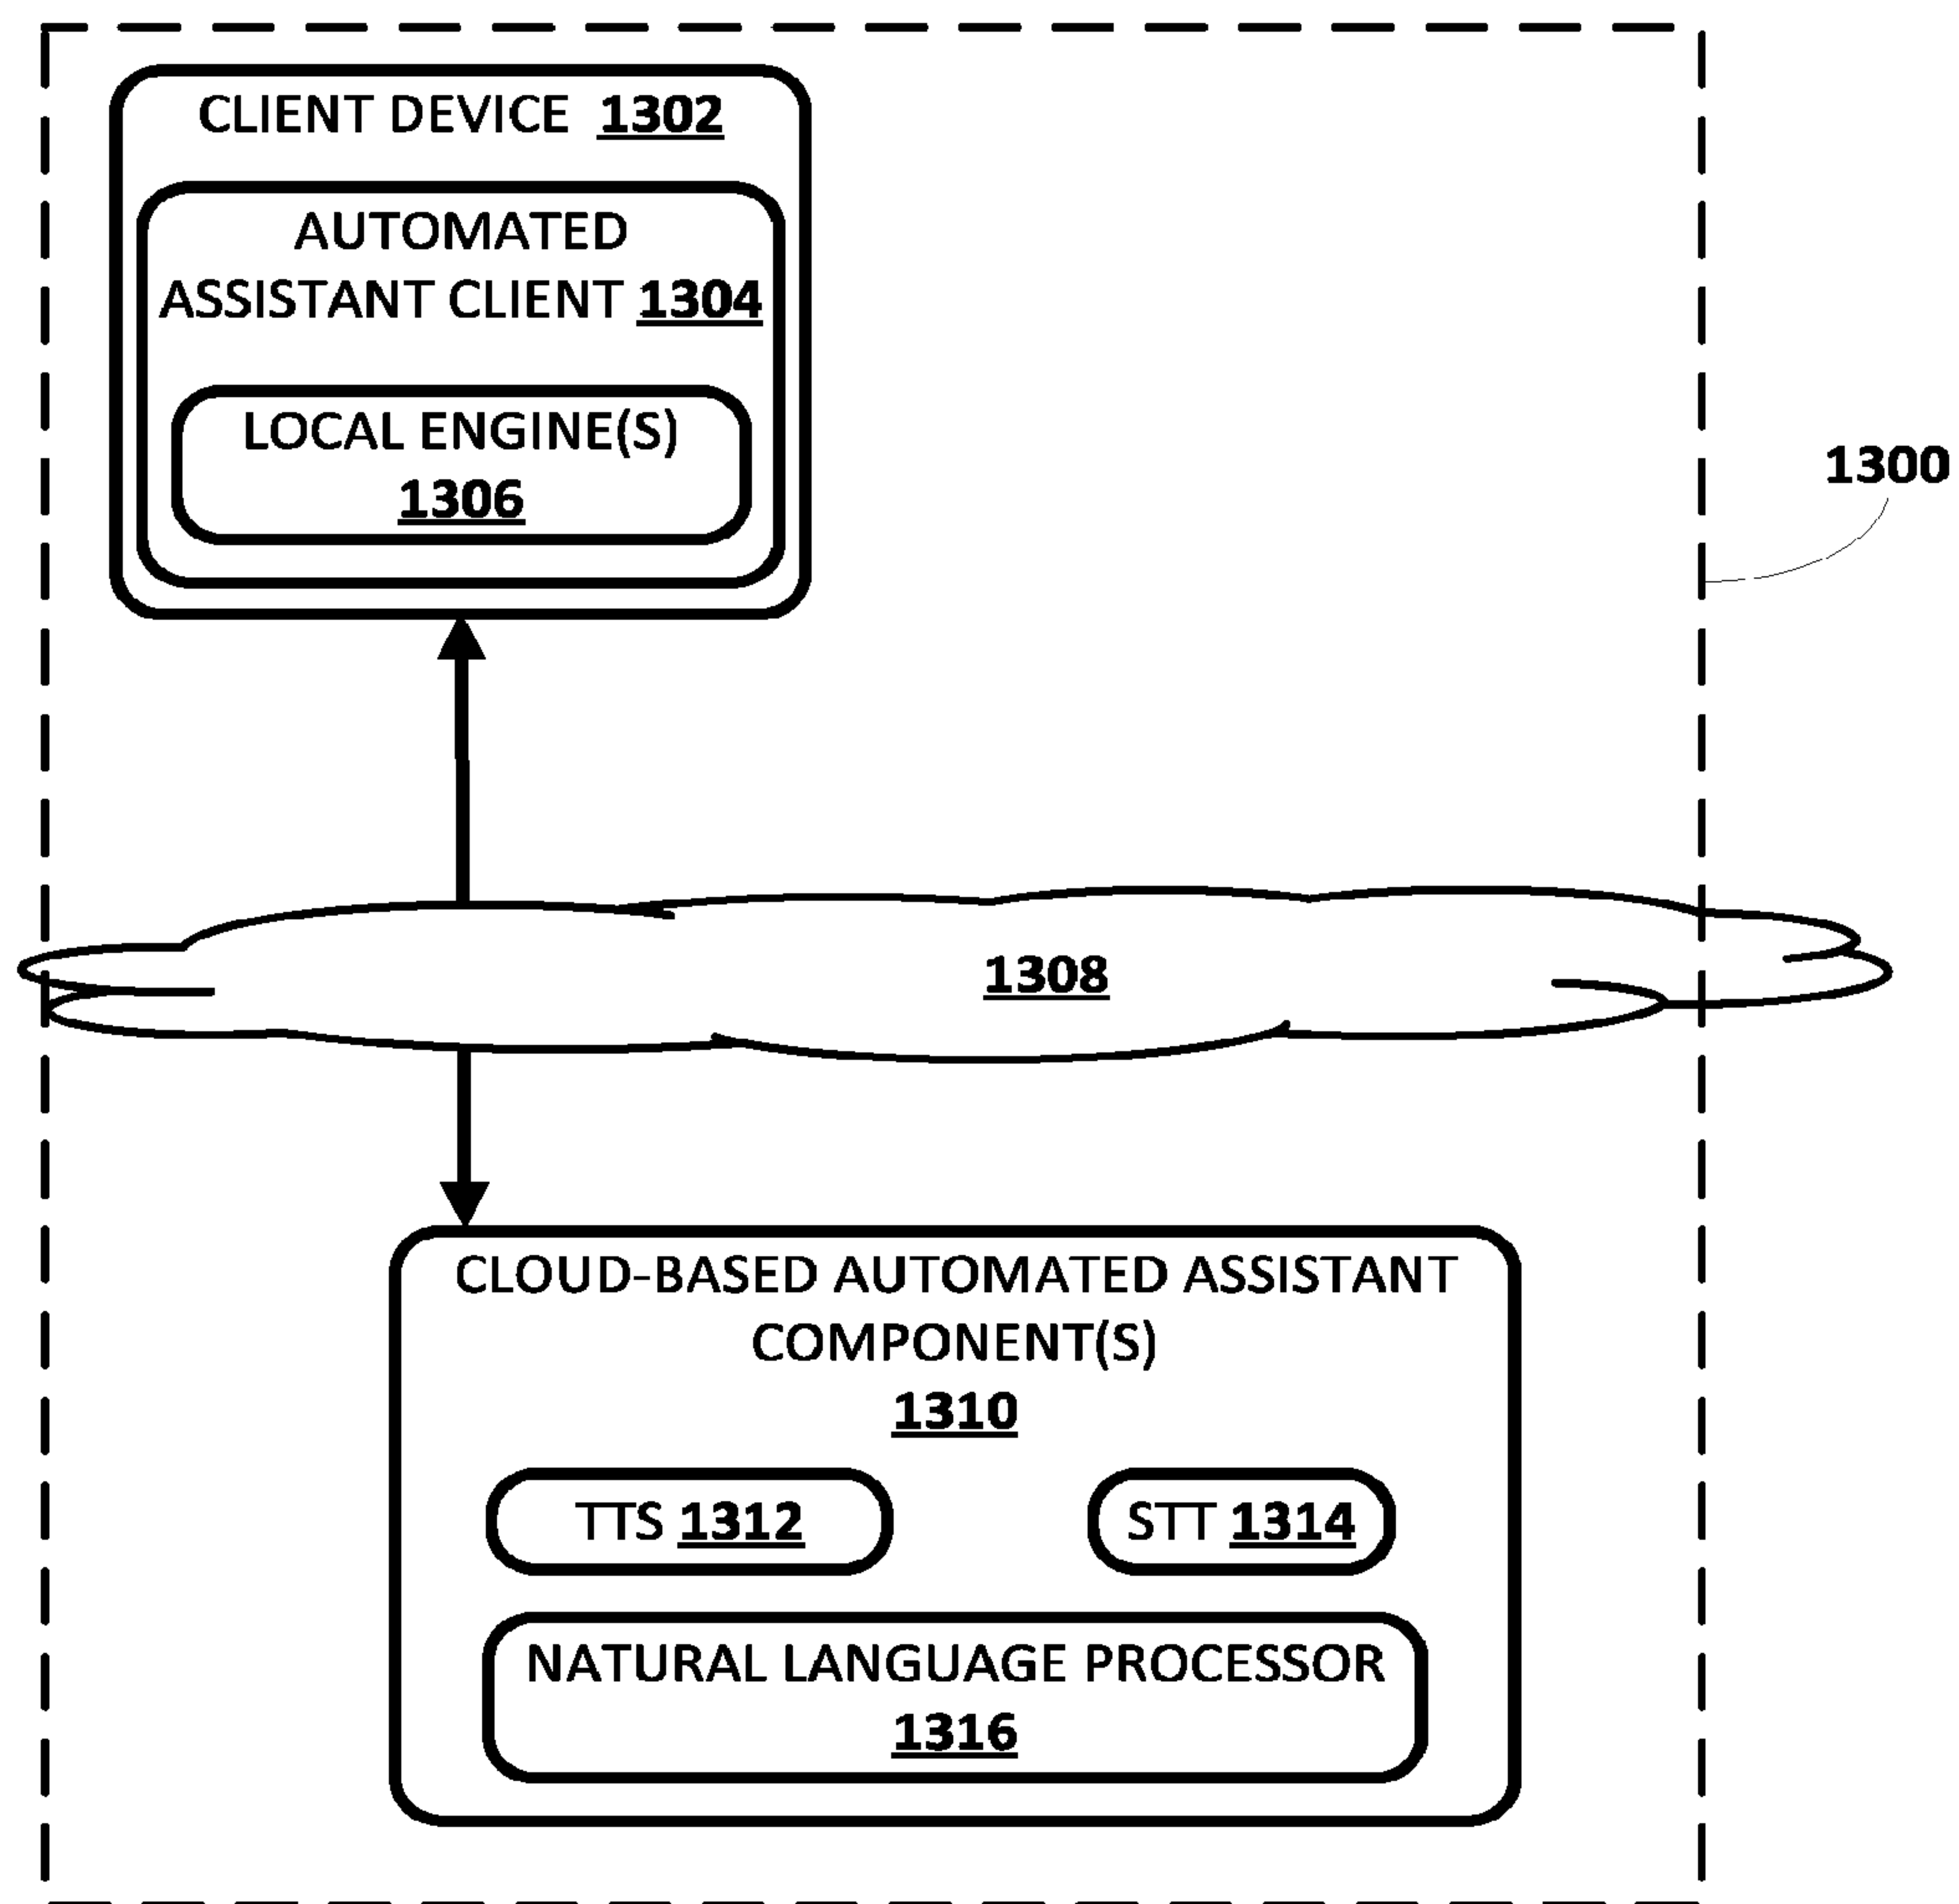 CLIENT DEVICE 1302
AUTOMATED
ASSISTANT CLIENT 1304
LOCAL ENGINE(S)
1306
1300
1308
CLOUD-BASED AUTOMATED ASSISTANT
COMPONENT(S)
1310
TTS 1312
STT 1314
NATURAL LANGUAGE PROCESSOR
1316